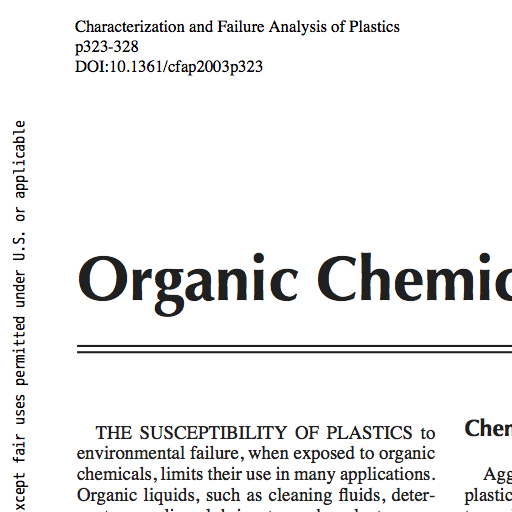 Characterization and Failure Analysis of Plastics
p323-328
DOI:10.1361/cfap2003p323
xcept fair uses permitted under U.S. or applicable
Organic Chemic
THE SUSCEPTIBILITY OF PLASTICS to
environmental failure, when exposed to organic
chemicals, limits their use in many applications.
Organic liquids, such as cleaning fluids, deter-
Chem
Agg
plastic